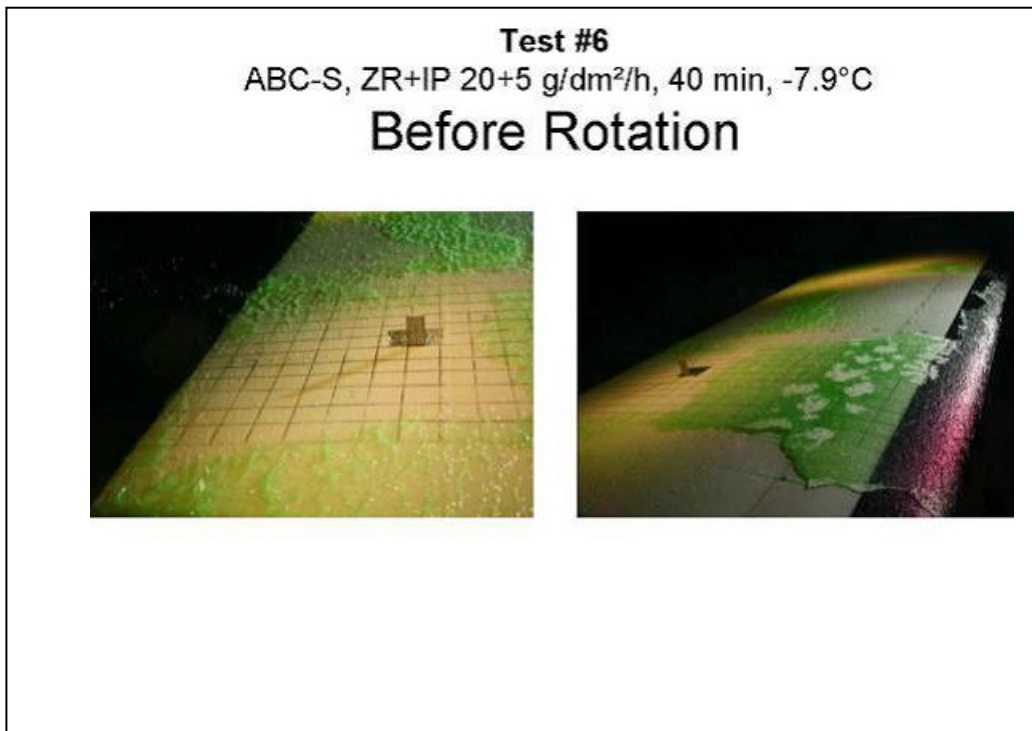 Test #6
ABC-S, ZR+IP 20+5 g/dm²/h, 40 min, -7.9°C
Before Rotation